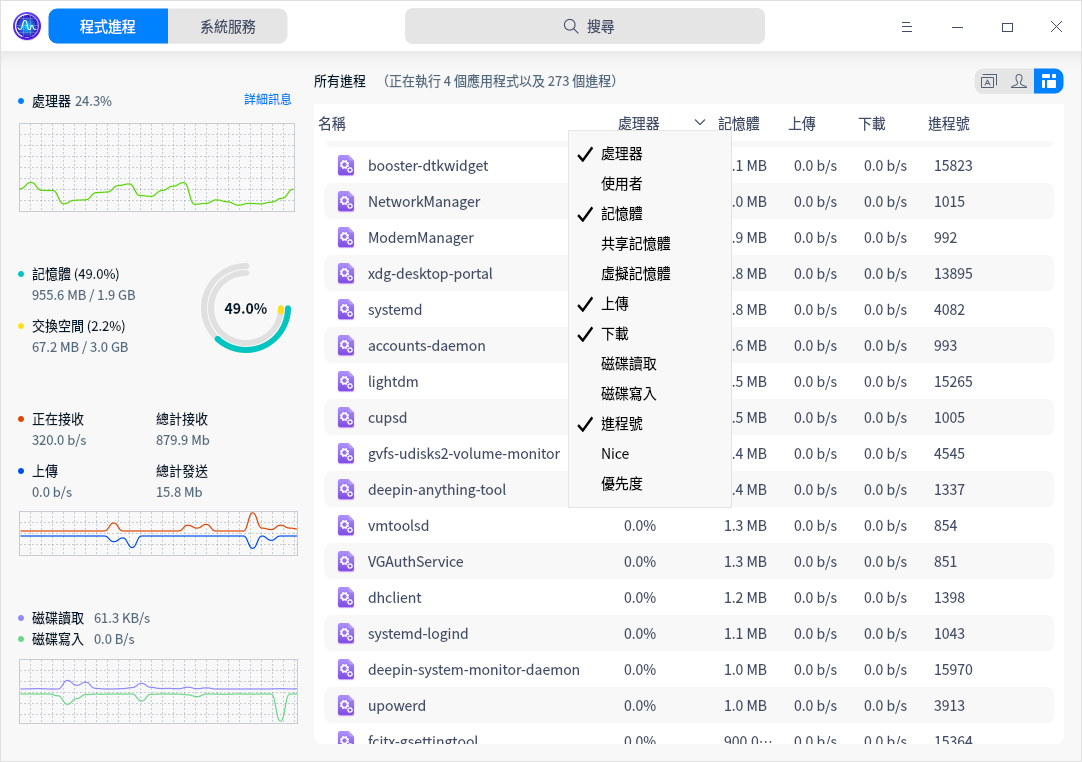 程式進程 系統服務 搜尋
處理器 24.3% 詳細訊息
記憶體 (49.0%)
955.6 MB / 1.9 GB
交換空間 (2.2%)
67.2 MB / 3.0 GB
49.0%
正在接收 總計接收
320.0 b/s 879.9 Mb
上傳 總計發送
0.0 b/s 15.8 Mb
磁碟讀取 61.3 KB/s
磁碟寫入 0.0 B/s
所有進程 (正在執行 4 個應用程式以及 273 個進程)
名稱 處理器 記憶體 上傳 下載 進程號
booster-dtkwidget .1 MB 0.0 b/s 0.0 b/s 15823
NetworkManager .0 MB 0.0 b/s 0.0 b/s 1015
ModemManager .9 MB 0.0 b/s 0.0 b/s 992
xdg-desktop-portal .8 MB 0.0 b/s 0.0 b/s 13895
systemd .8 MB 0.0 b/s 0.0 b/s 4082
accounts-daemon .6 MB 0.0 b/s 0.0 b/s 993
lightdm .5 MB 0.0 b/s 0.0 b/s 15265
cupsd .5 MB 0.0 b/s 0.0 b/s 1005
gvfs-udisks2-volume-monitor .4 MB 0.0 b/s 0.0 b/s 4545
deepin-anything-tool .4 MB 0.0 b/s 0.0 b/s 1337
vmtoolsd 0.0% 1.3 MB 0.0 b/s 0.0 b/s 854
VGAuthService 0.0% 1.3 MB 0.0 b/s 0.0 b/s 851
dhclient 0.0% 1.2 MB 0.0 b/s 0.0 b/s 1398
systemd-logind 0.0% 1.1 MB 0.0 b/s 0.0 b/s 1043
deepin-system-monitor-daemon 0.0% 1.0 MB 0.0 b/s 0.0 b/s 15970
upowerd 0.0% 1.0 MB 0.0 b/s 0.0 b/s 3913
fcitx-gsettingtool 0.0% 900.0… 0.0 b/s 0.0 b/s 15364
處理器
使用者
記憶體
共享記憶體
虛擬記憶體
上傳
下載
磁碟讀取
磁碟寫入
進程號
Nice
優先度